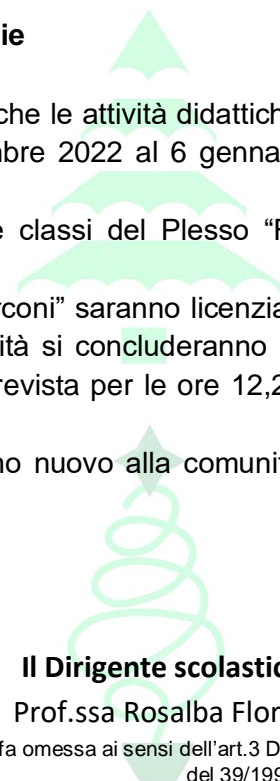 ie
che le attività didattich
bre 2022 al 6 genna
e classi del Plesso “F
rconi” saranno licenzia
ità si concluderanno
revista per le ore 12,2
no nuovo alla comunit
Il Dirigente scolastic
Prof.ssa Rosalba Flor
fa omessa ai sensi dell’art.3 D
del 39/199